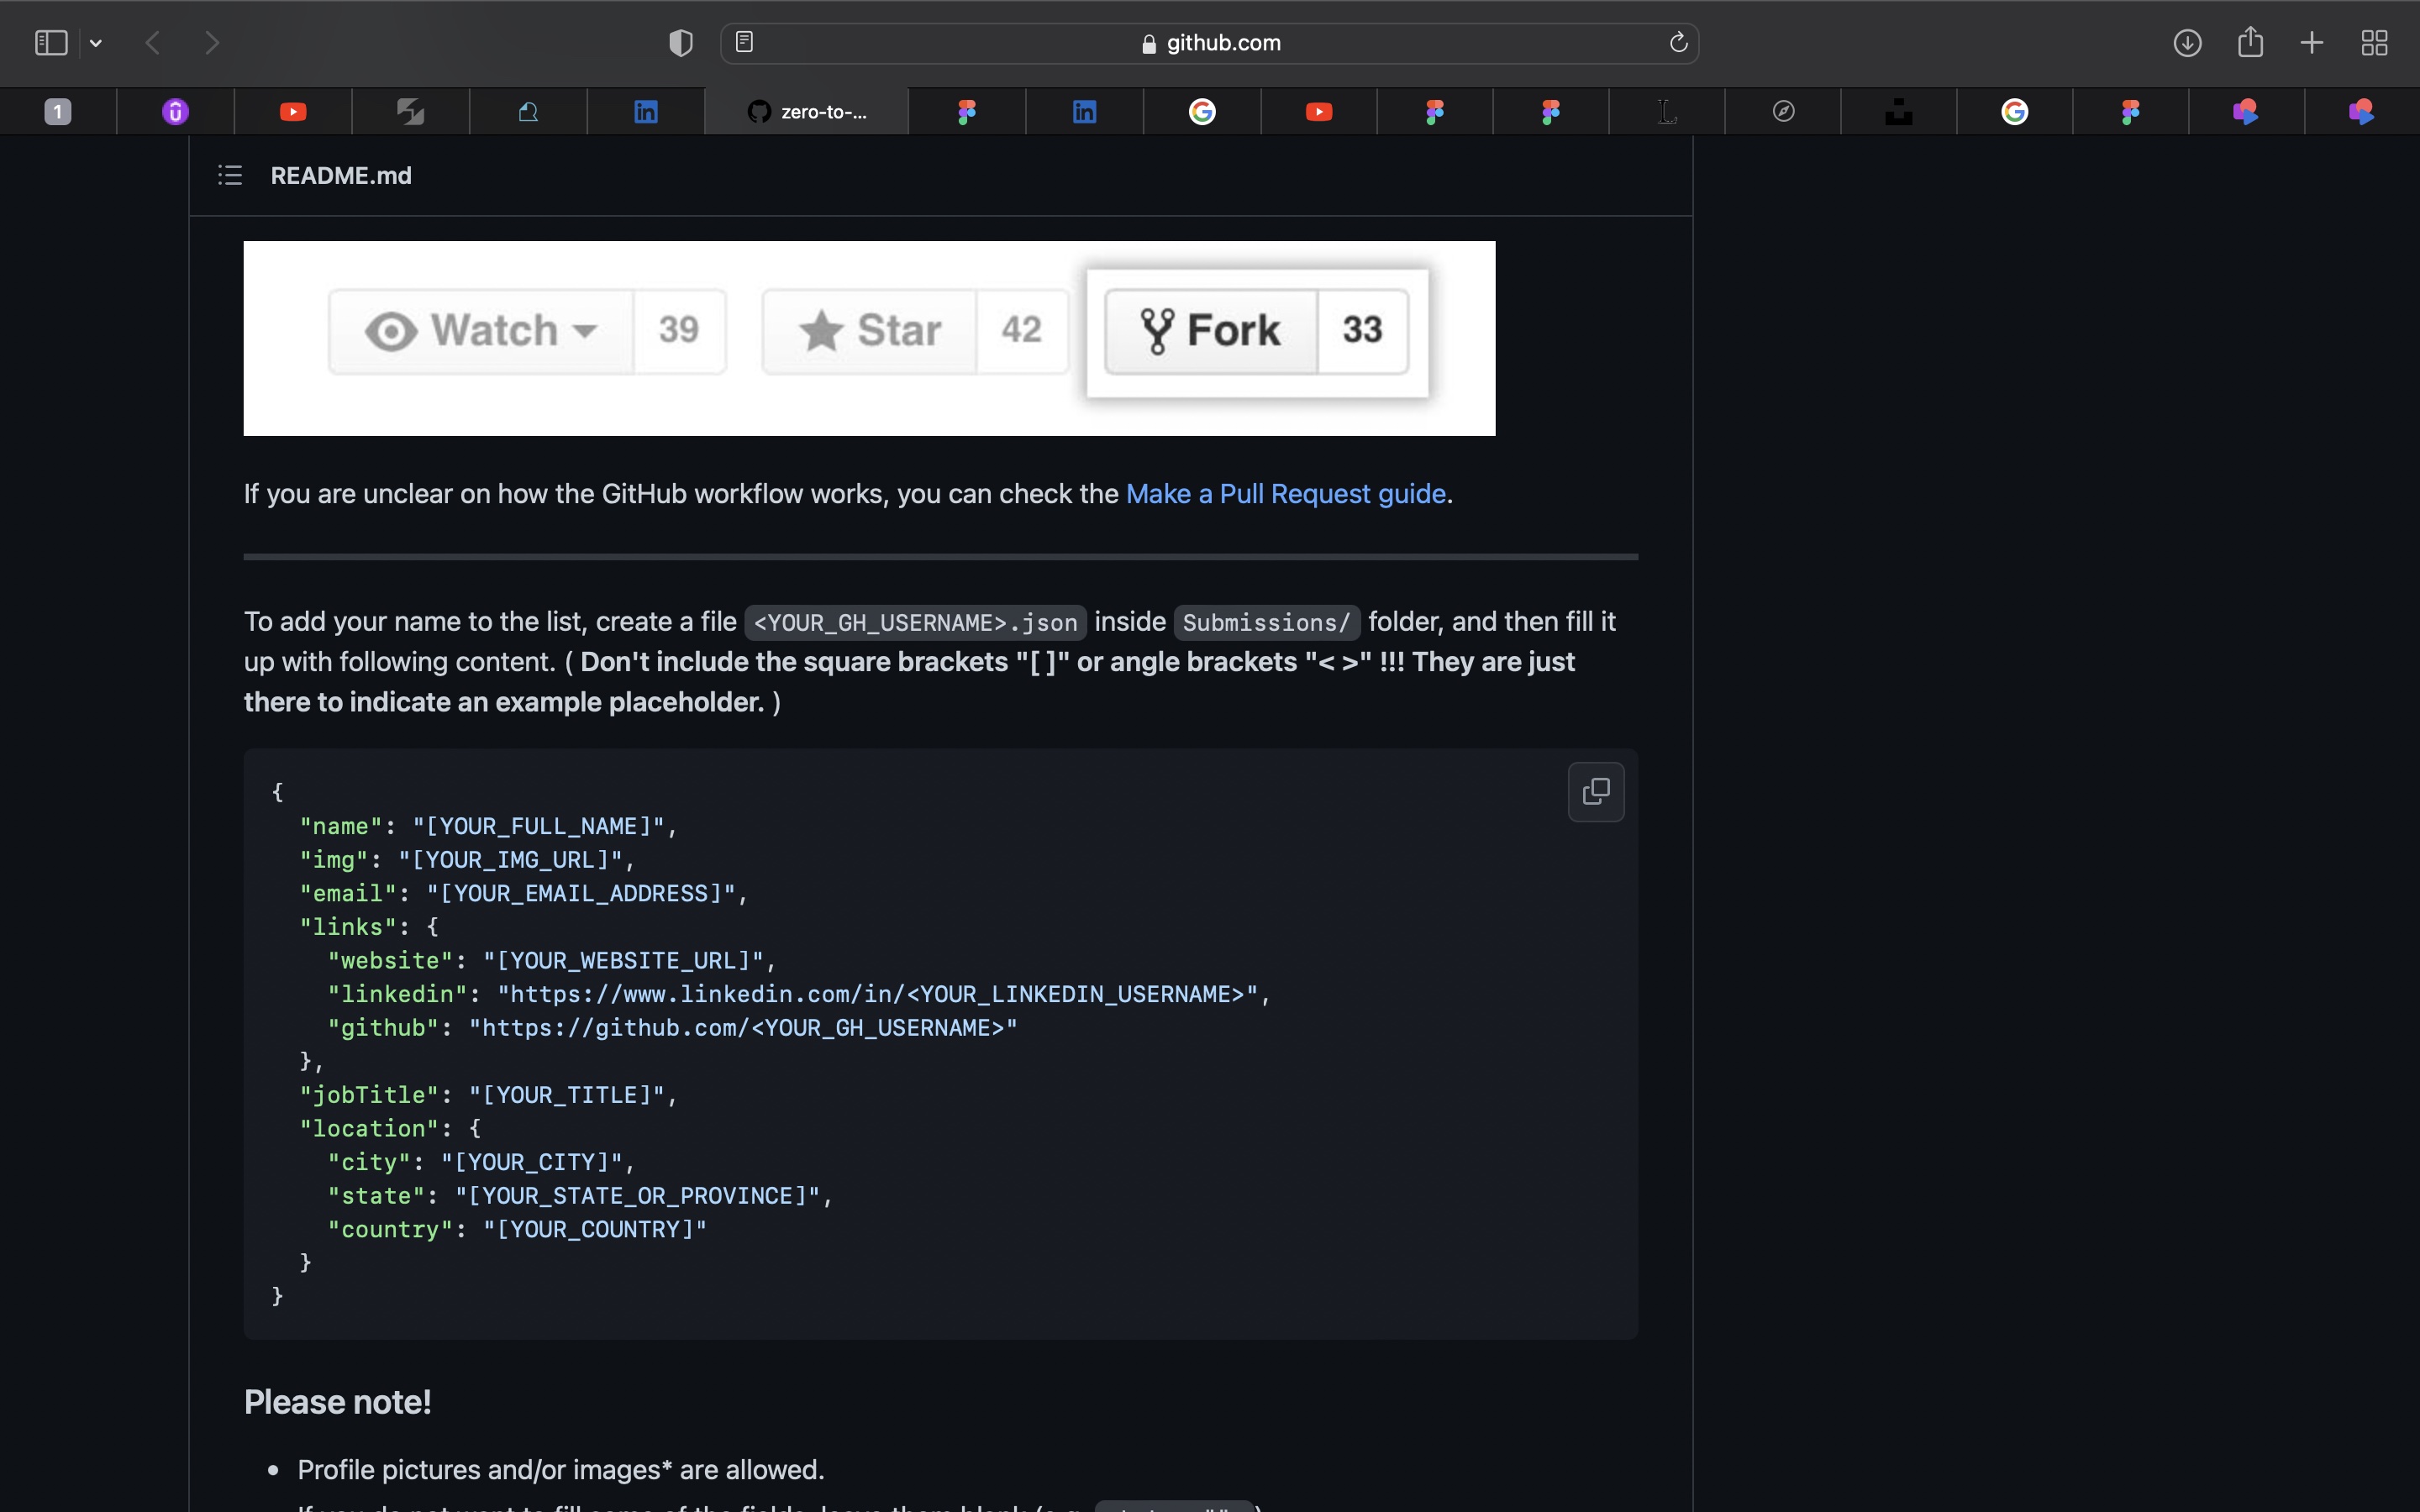 github.com
1
zero-to-...
README.md
Watch 39 Star 42 Fork 33
If you are unclear on how the GitHub workflow works, you can check the Make a Pull Request guide.
To add your name to the list, create a file <YOUR_GH_USERNAME>.json inside Submissions/ folder, and then fill it
up with following content. ( Don't include the square brackets "[ ]" or angle brackets "< >" !!! They are just
there to indicate an example placeholder. )
{
  "name": "[YOUR_FULL_NAME]",
  "img": "[YOUR_IMG_URL]",
  "email": "[YOUR_EMAIL_ADDRESS]",
  "links": {
    "website": "[YOUR_WEBSITE_URL]",
    "linkedin": "https://www.linkedin.com/in/<YOUR_LINKEDIN_USERNAME>",
    "github": "https://github.com/<YOUR_GH_USERNAME>"
  },
  "jobTitle": "[YOUR_TITLE]",
  "location": {
    "city": "[YOUR_CITY]",
    "state": "[YOUR_STATE_OR_PROVINCE]",
    "country": "[YOUR_COUNTRY]"
  }
}
Please note!
Profile pictures and/or images* are allowed.